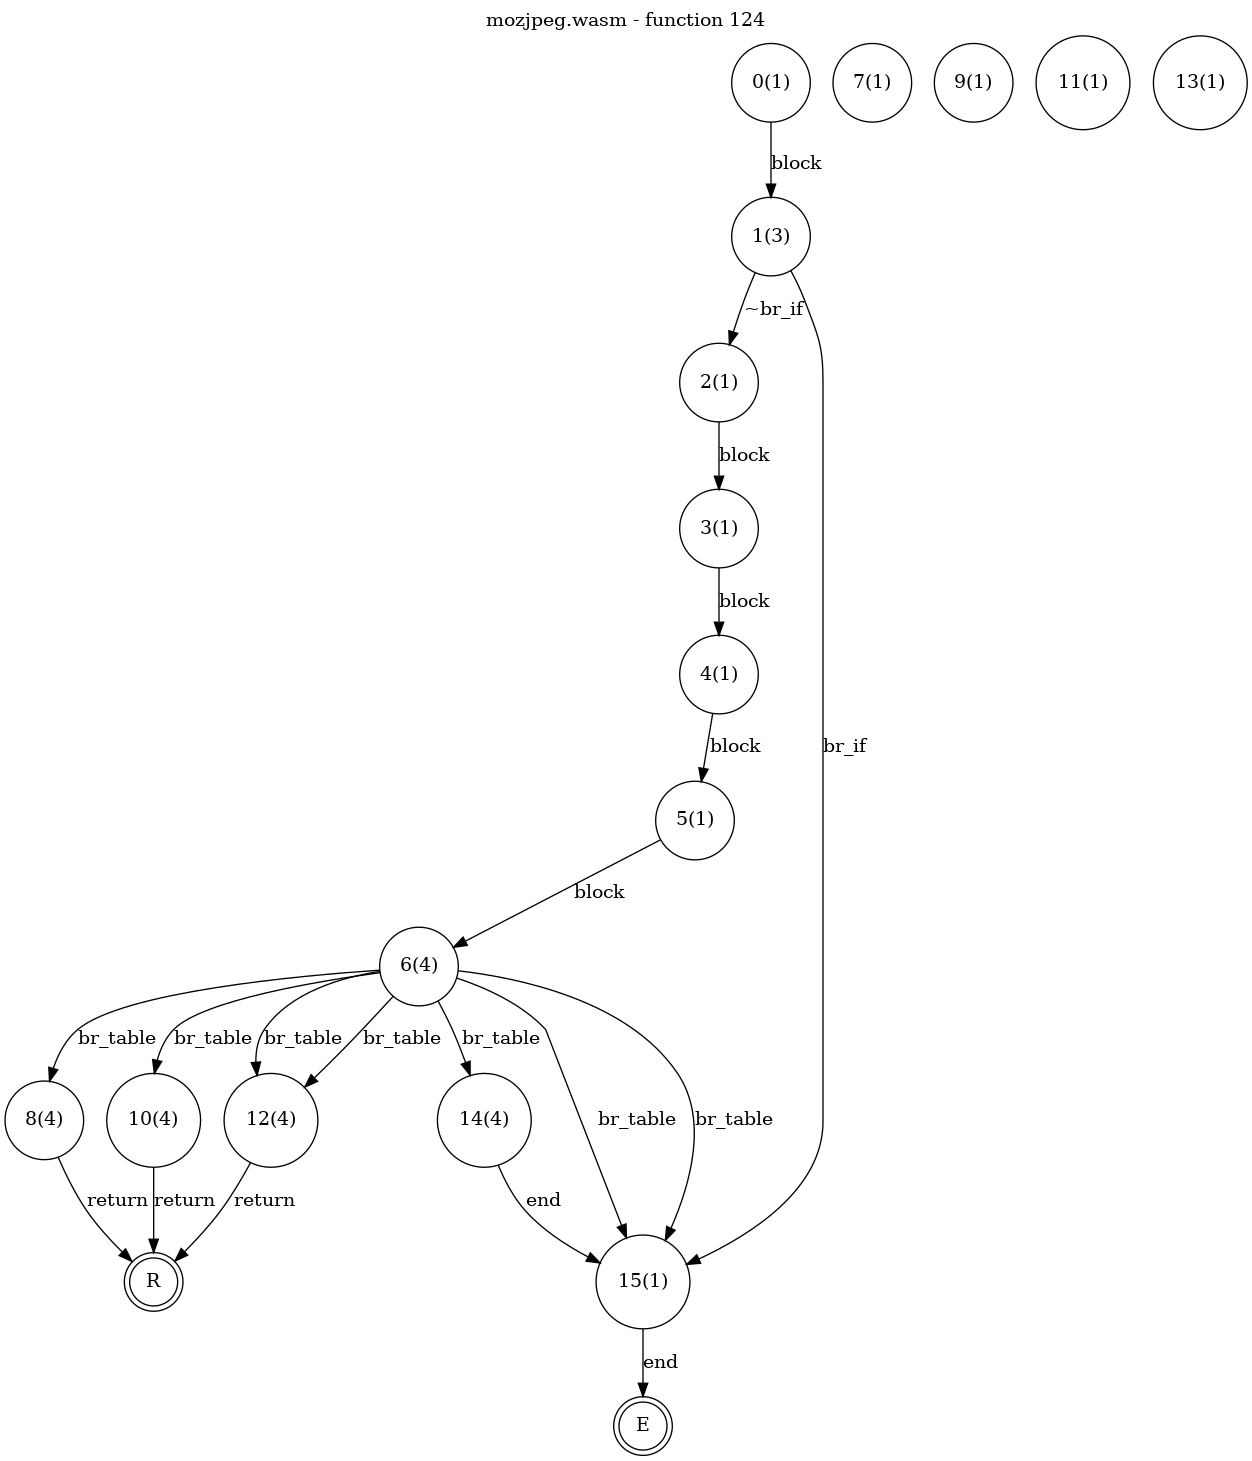 mozjpeg.wasm - function 124
0(1) 7(1) 9(1) 11(1) 13(1)
block
1(3)
~br_if
2(1)
block
3(1)
block
4(1)
block br_if
5(1)
block
6(4)
br_table br_table br_table br_table br_table
8(4) 10(4) 12(4) 14(4) br_table br_table
return return return end
R 15(1)
end
E